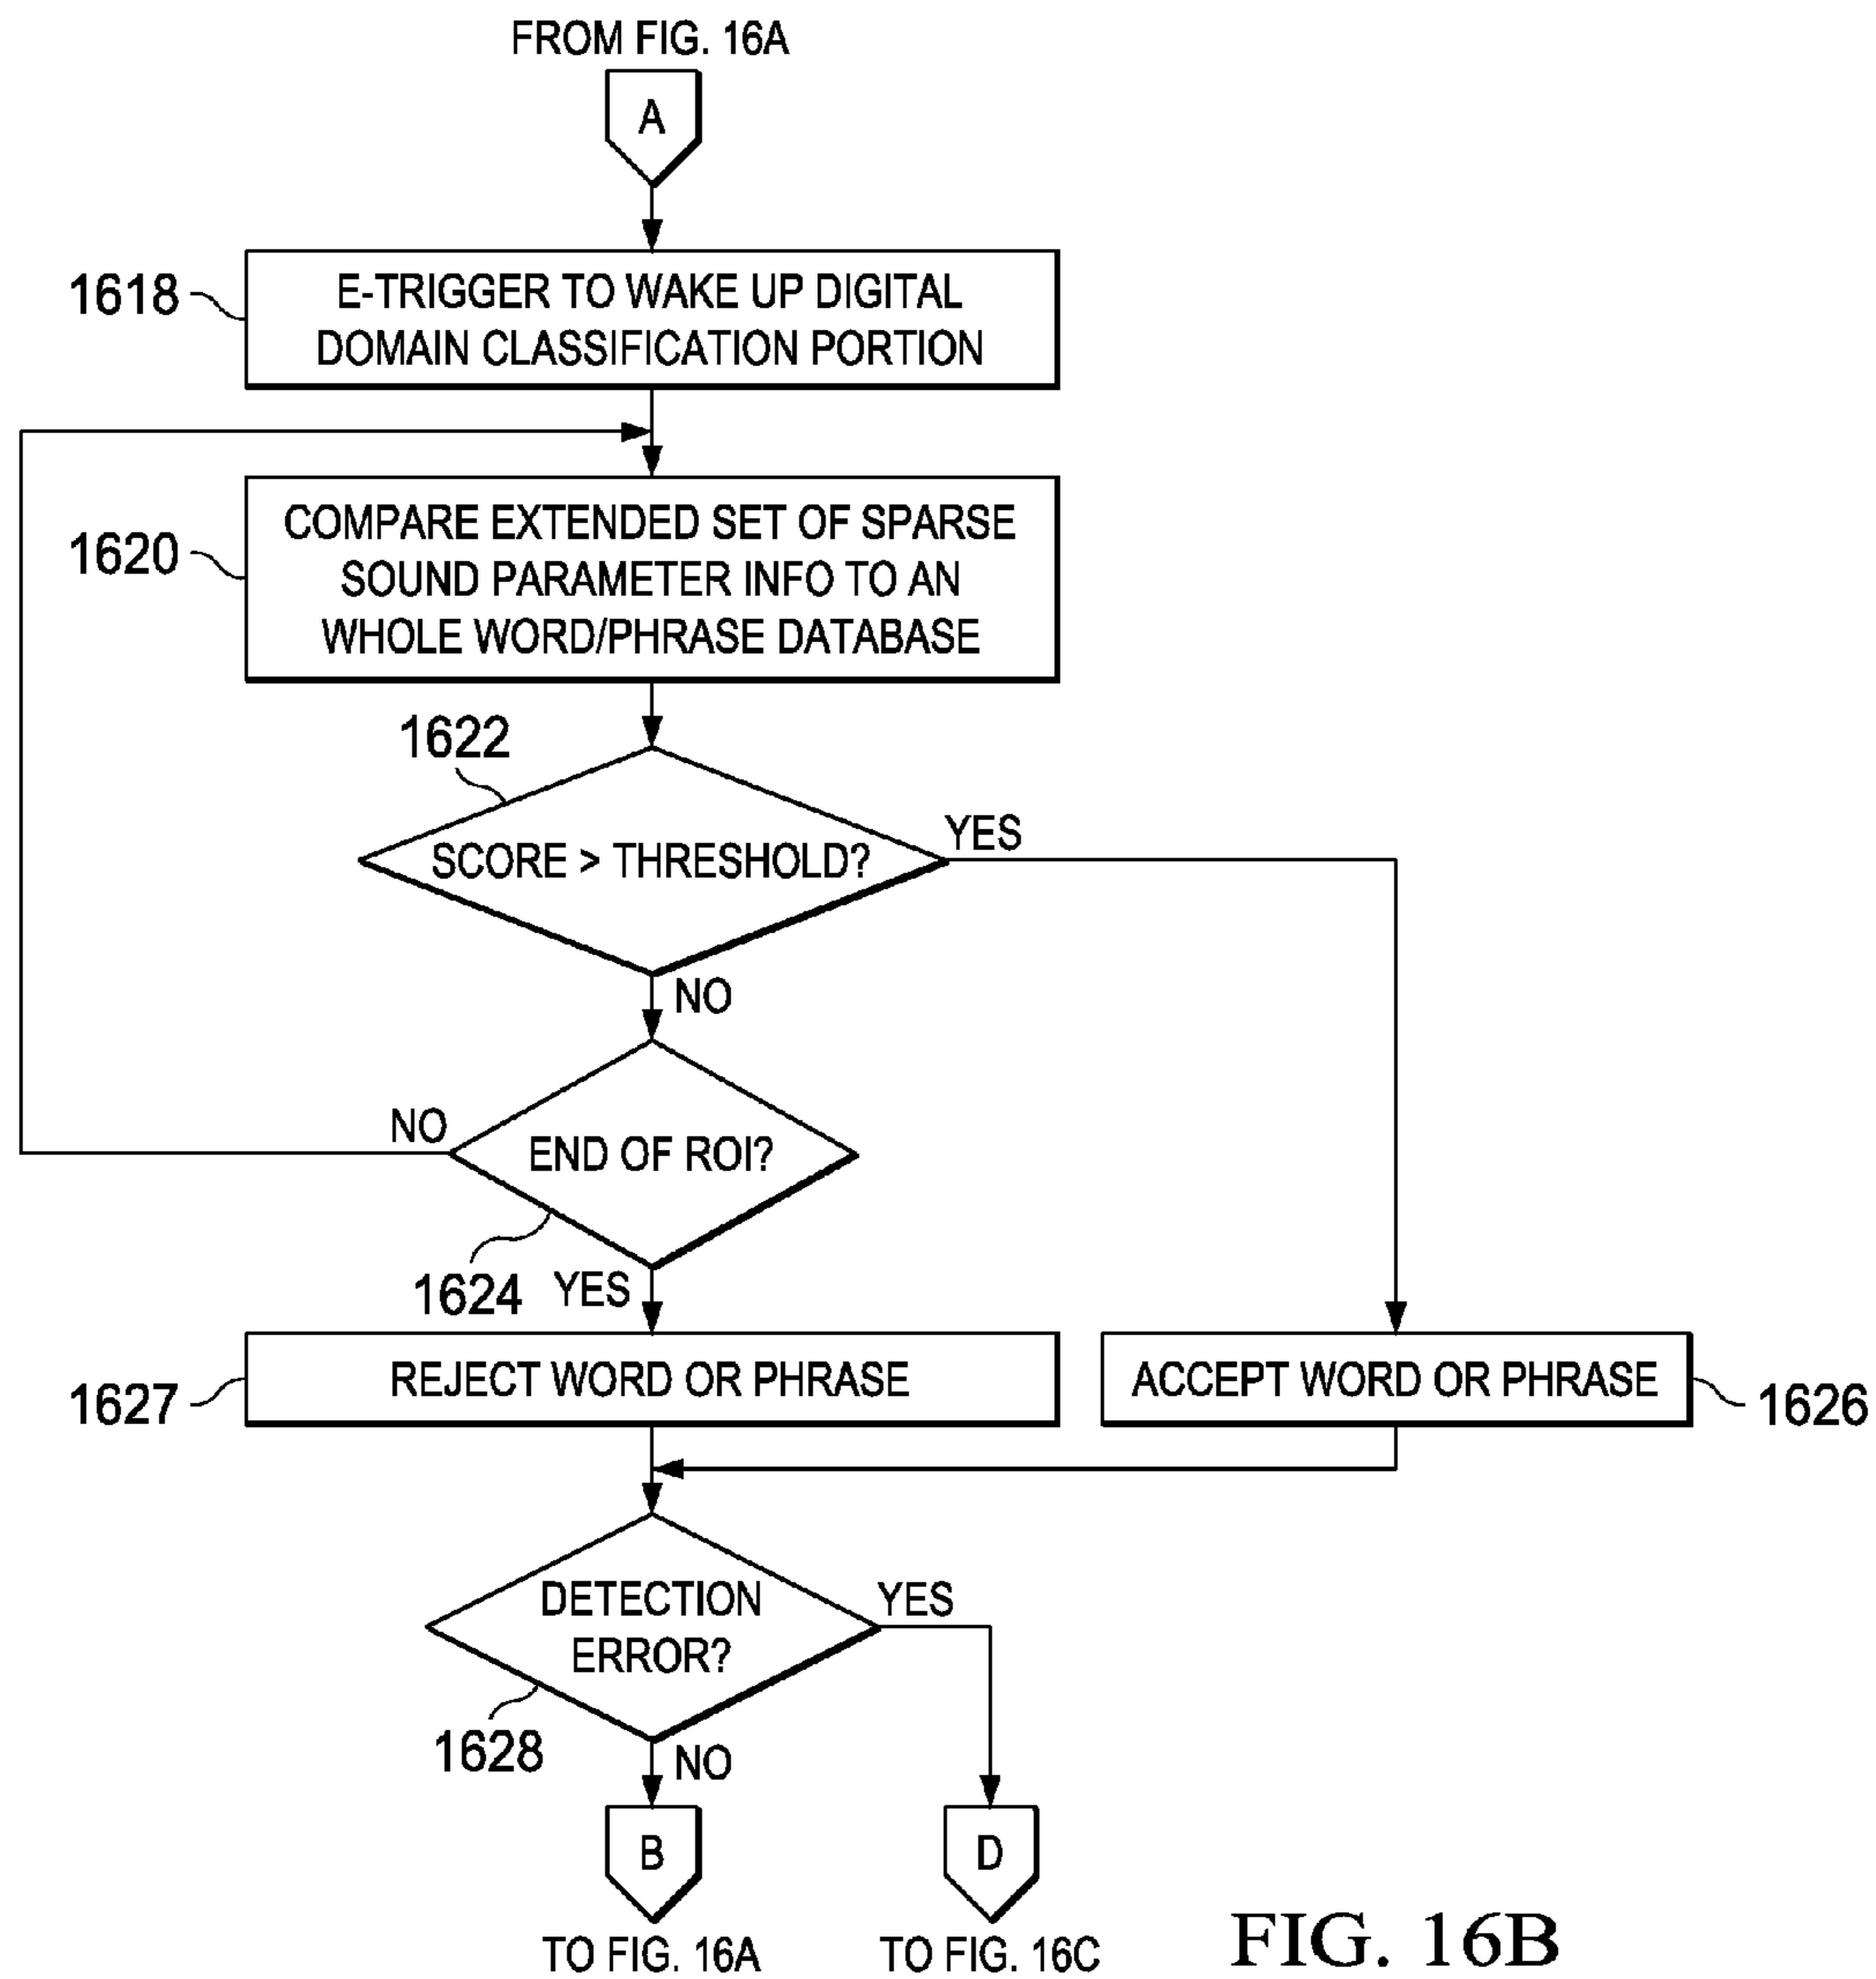 FROM FIG. 16A
A
1618
E-TRIGGER TO WAKE UP DIGITAL
DOMAIN CLASSIFICATION PORTION
1620
COMPARE EXTENDED SET OF SPARSE
SOUND PARAMETER INFO TO AN
WHOLE WORD/PHRASE DATABASE
1622
SCORE > THRESHOLD?
YES
NO
END OF ROI?
NO
1624
YES
1627
REJECT WORD OR PHRASE
ACCEPT WORD OR PHRASE
1626
DETECTION
ERROR?
YES
1628
NO
B
D
TO FIG. 16A
TO FIG. 16C
FIG. 16B